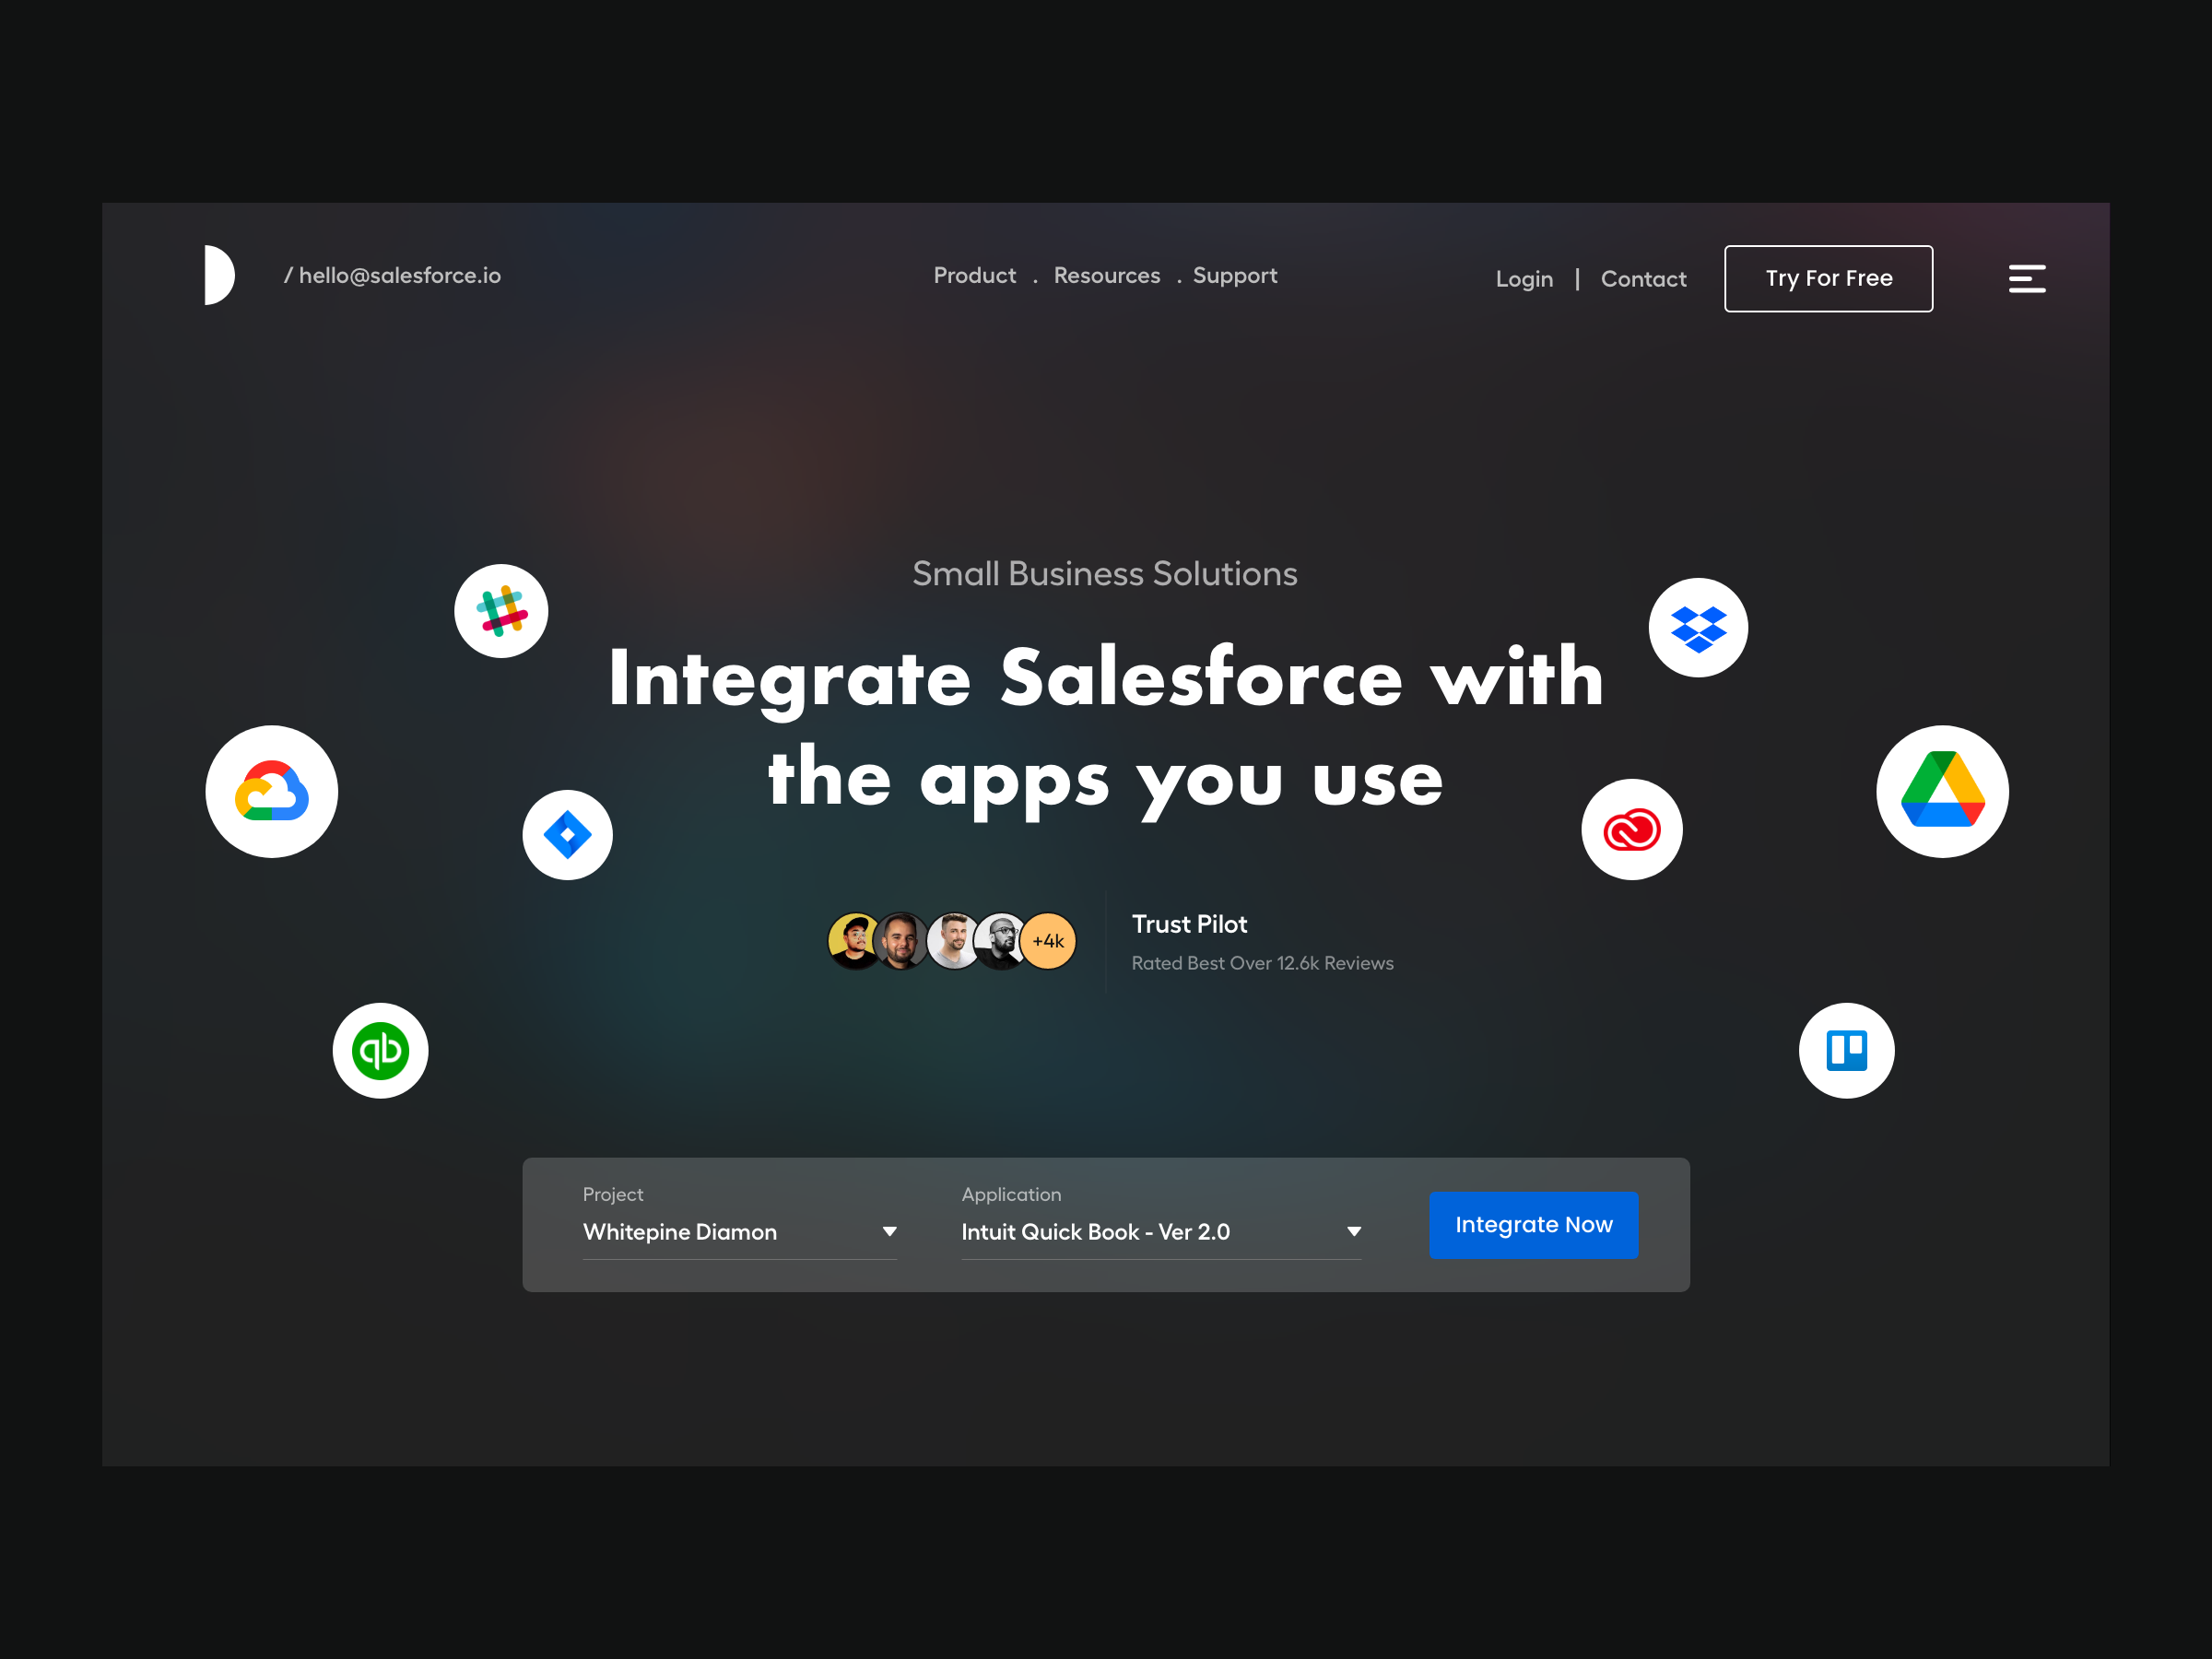 / hello@salesforce.io
Product . Resources . Support
Login | Contact
Try For Free
Small Business Solutions
Integrate Salesforce with
the apps you use
+4k
Trust Pilot
Rated Best Over 12.6k Reviews
qb
Project
Whitepine Diamon
Application
Intuit Quick Book - Ver 2.0
Integrate Now